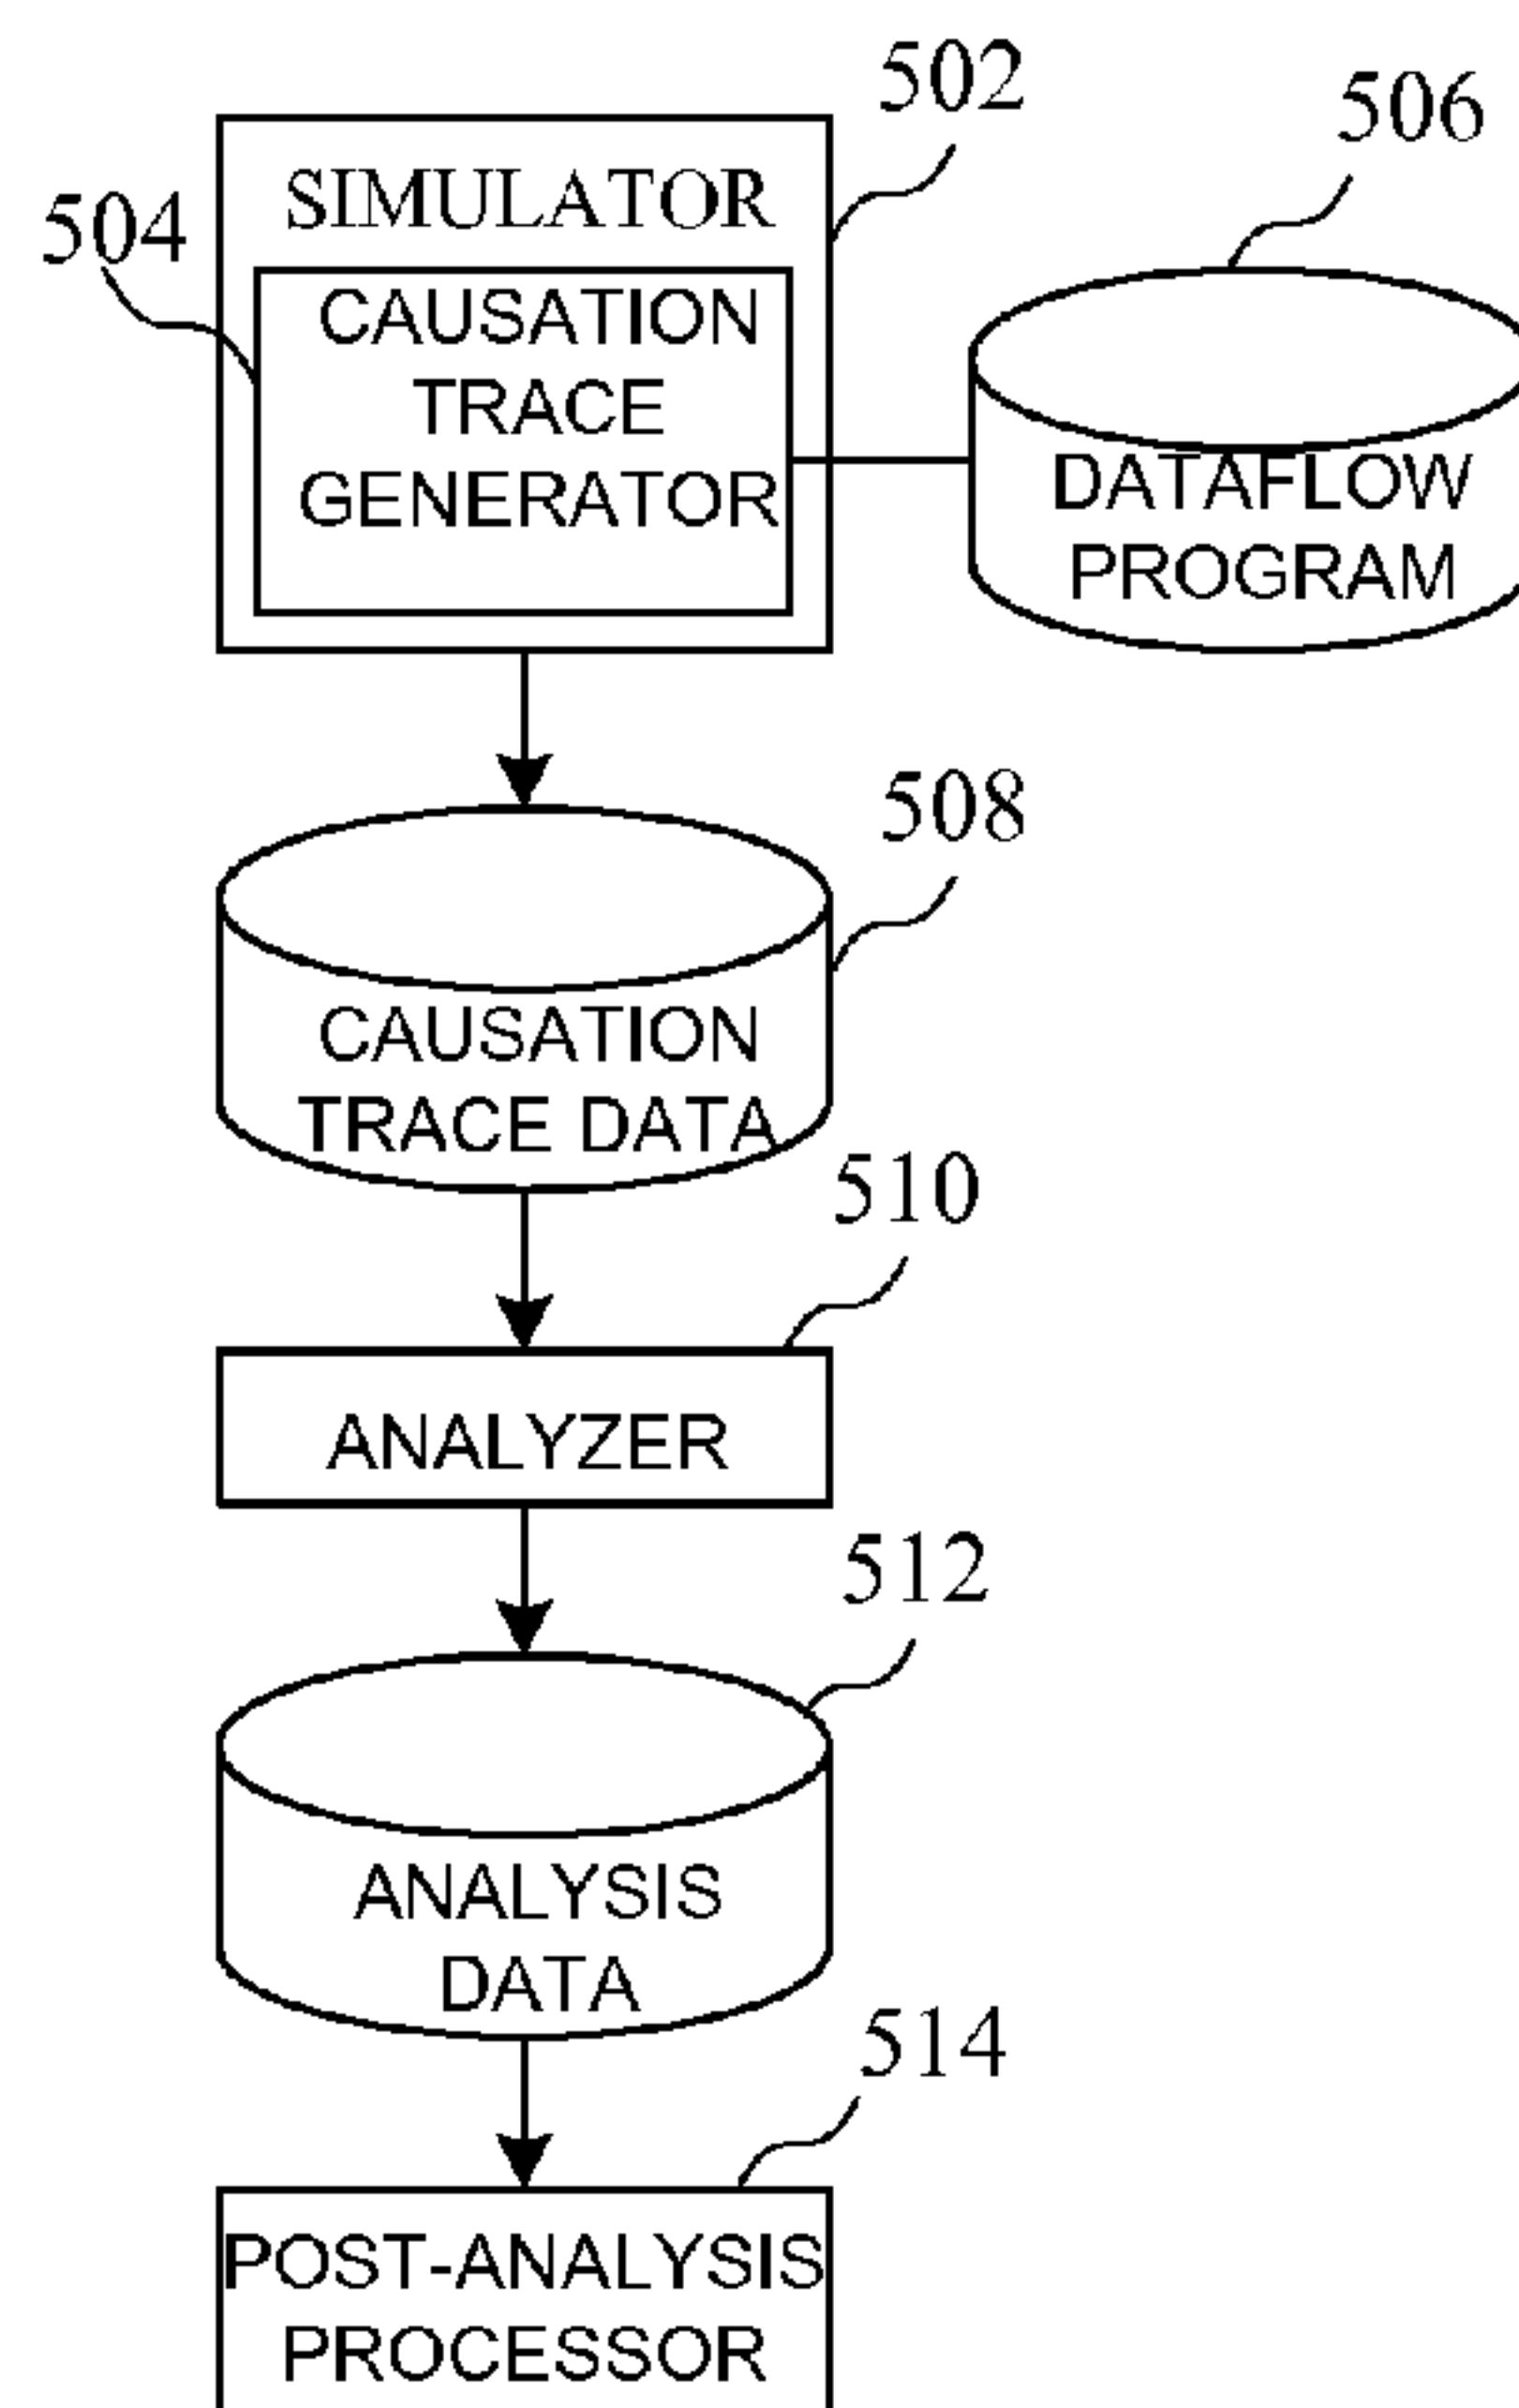 502
506
SIMULATOR
504
CAUSATION
TRACE
GENERATOR
DATAFLOW
PROGRAM
508
CAUSATION
TRACE DATA
510
ANALYZER
512
ANALYSIS
DATA
514
POST-ANALYSIS
PROCESSOR